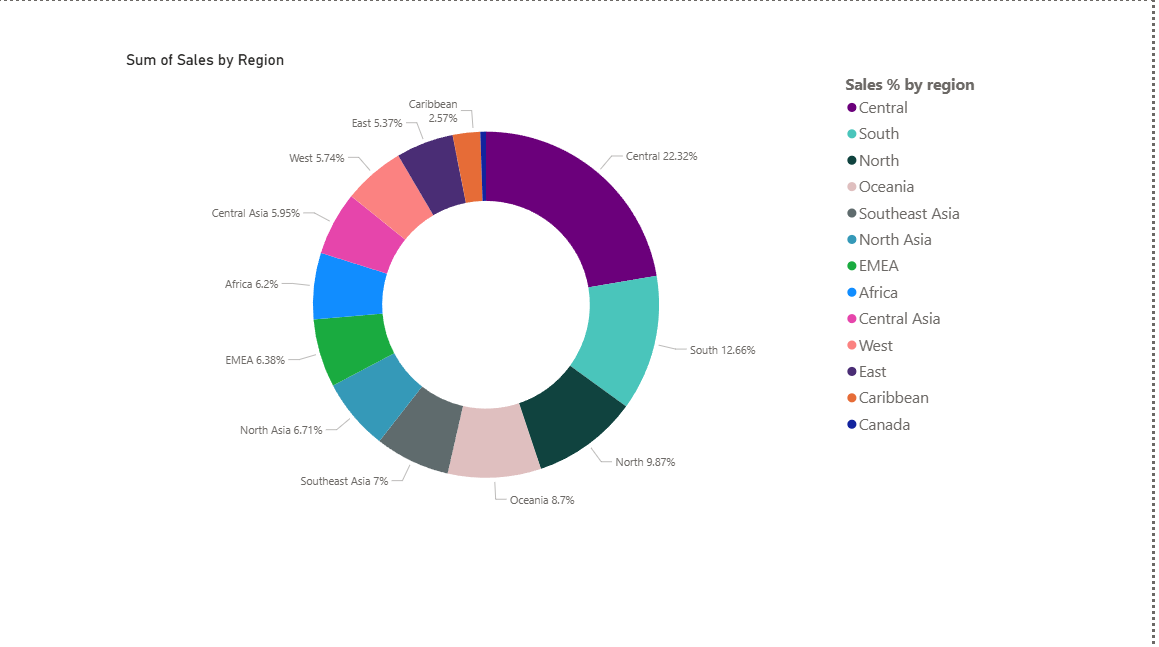 Sum of Sales by Region
Sales % by region
Central
South
North
Oceania
Southeast Asia
North Asia
EMEA
Africa
Central Asia
West
East
Caribbean
Canada
Caribbean
2.57%
East 5.37%
West 5.74%
Central 22.32%
Central Asia 5.95%
Africa 6.2%
South 12.66%
EMEA 6.38%
North Asia 6.71%
North 9.87%
Southeast Asia 7%
Oceania 8.7%